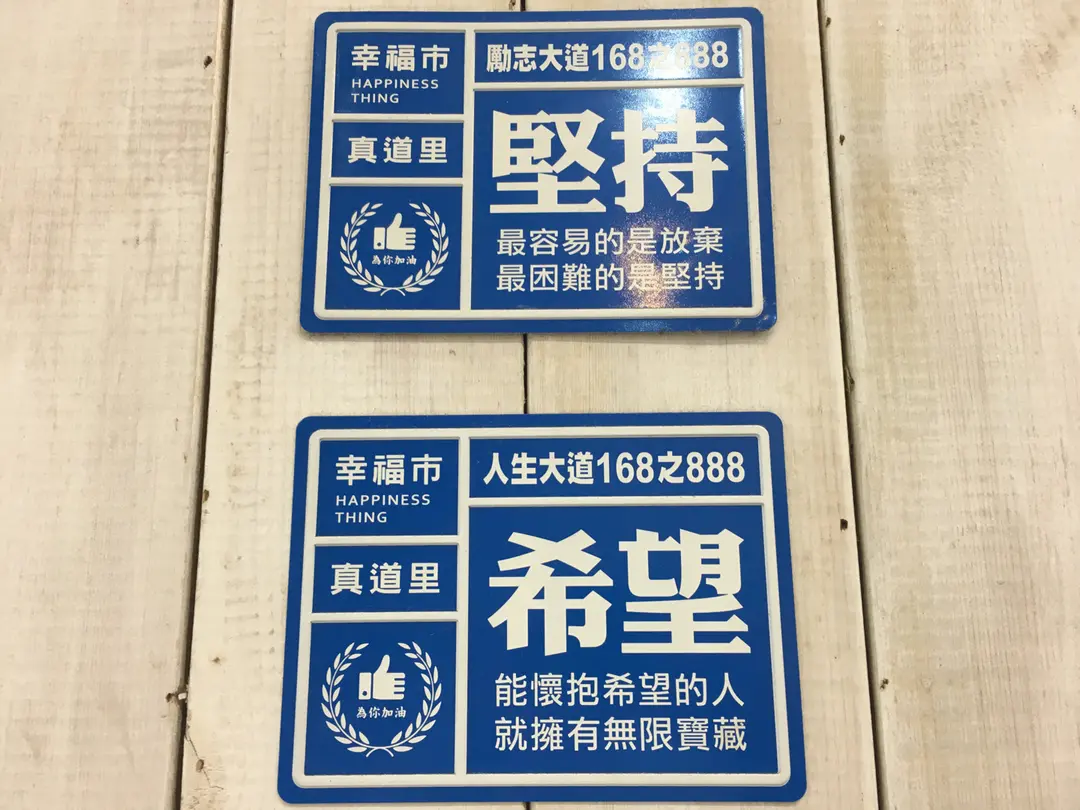 幸福市
HAPPINESS
THING
真道里
為你加油
勵志大道168之688
堅持
最容易的是放棄
最困難的是堅持
幸福市
HAPPINESS
THING
真道里
為你加油
人生大道168之888
希望
能懷抱希望的人
就擁有無限寶藏